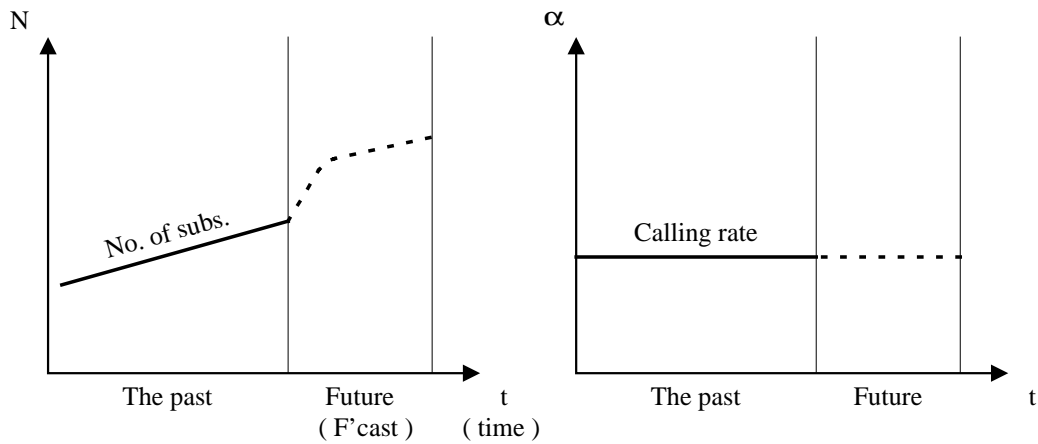 N
No. of subs.
The past
Future
( F’cast )
t
( time )
α
Calling rate
The past
Future
t